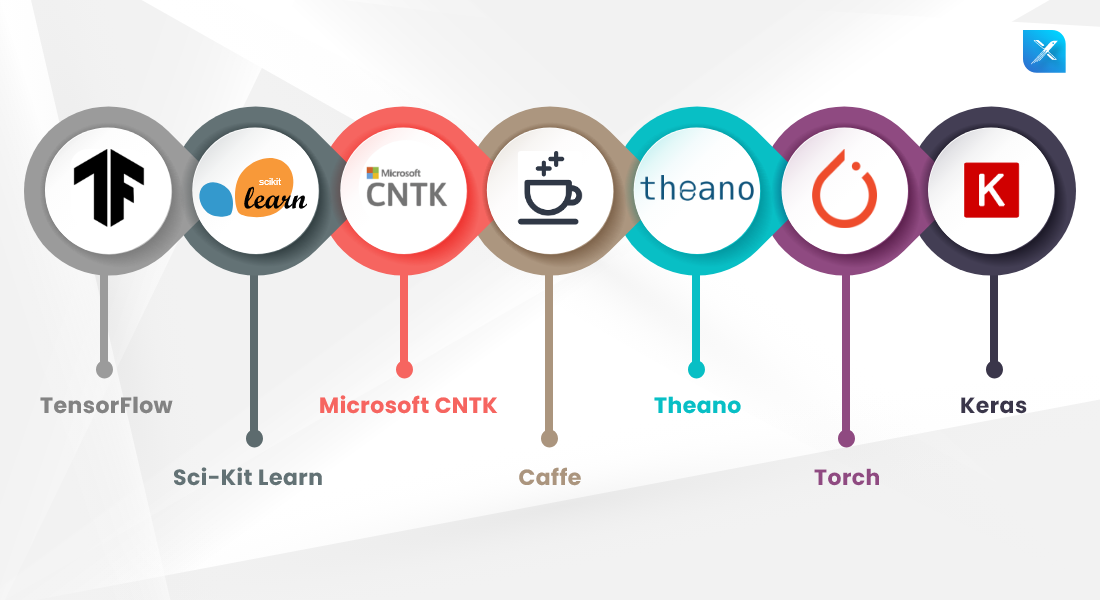 scikit
learn
Microsoft
CNTK
theano
K
TensorFlow
Microsoft CNTK
Theano
Keras
Sci-Kit Learn
Caffe
Torch